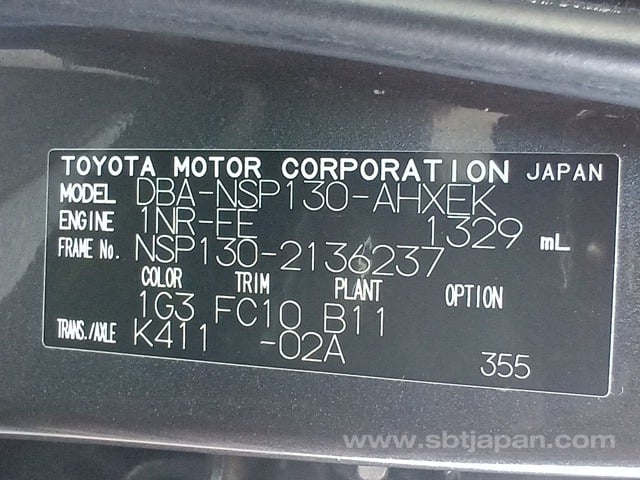 TOYOTA MOTOR CORPORATION JAPAN
MODEL DBA-NSP130-AHXEK
ENGINE 1NR-FE 1329 mL
FRAME No. NSP130-2136237
COLOR TRIM PLANT OPTION
1G3 FC10 B11
TRANS./AXLE K411 -02A 355
www.sbtjapan.com